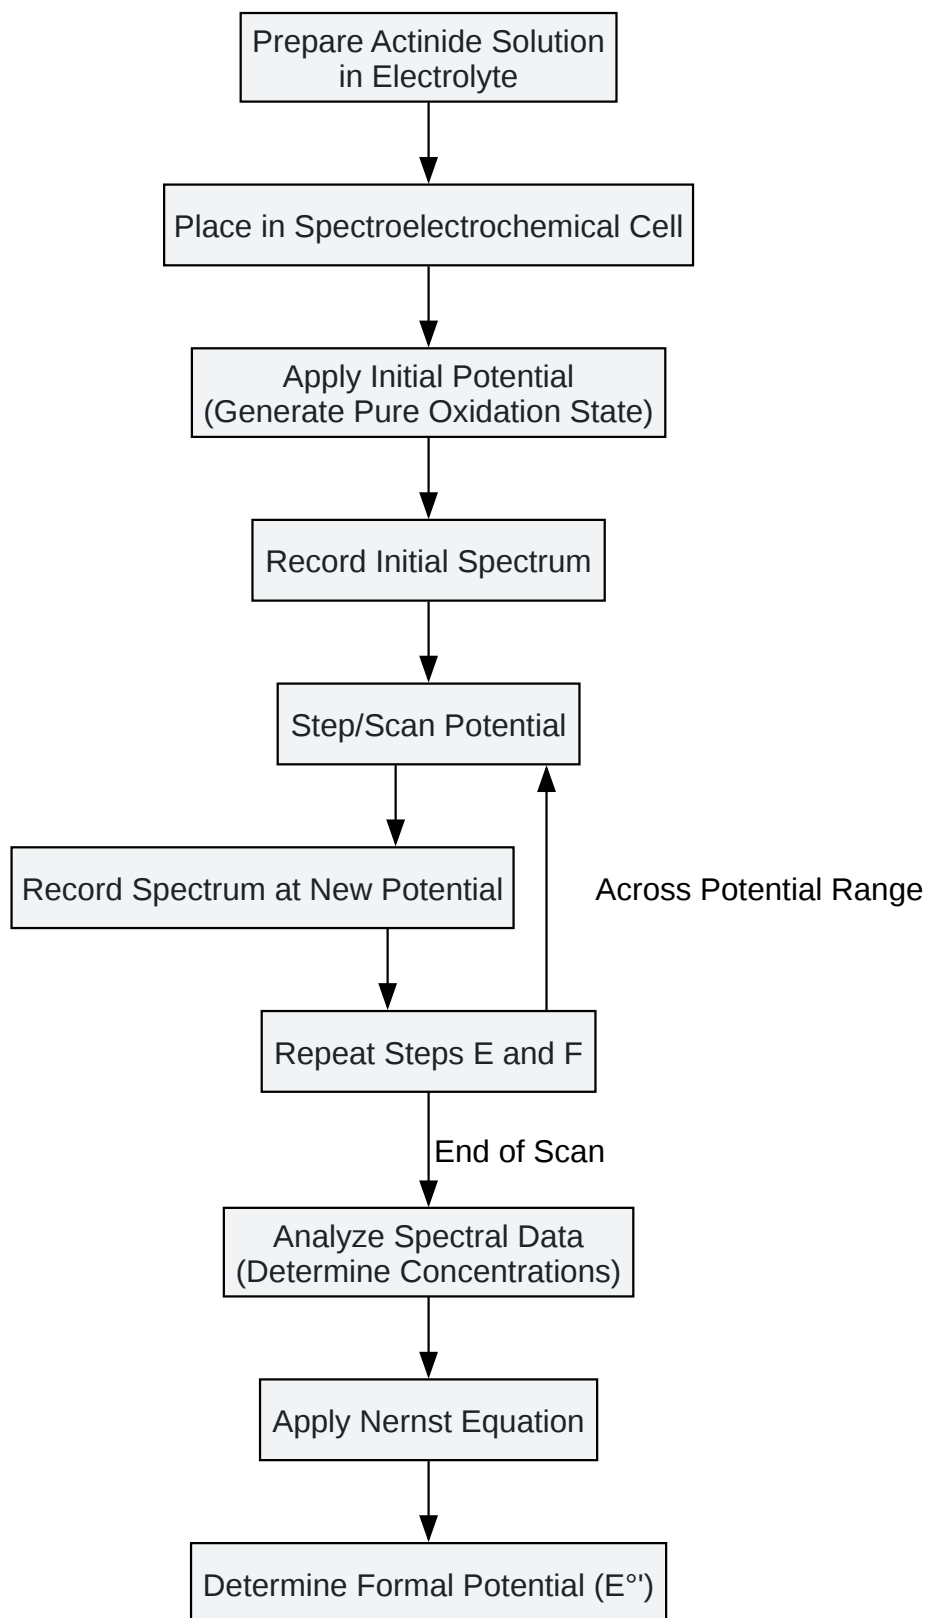 Prepare Actinide Solution
in Electrolyte
Place in Spectroelectrochemical Cell
Apply Initial Potential
(Generate Pure Oxidation State)
Record Initial Spectrum
Step/Scan Potential
Record Spectrum at New Potential
Across Potential Range
Repeat Steps E and F
End of Scan
Analyze Spectral Data
(Determine Concentrations)
Apply Nernst Equation
Determine Formal Potential (E°')